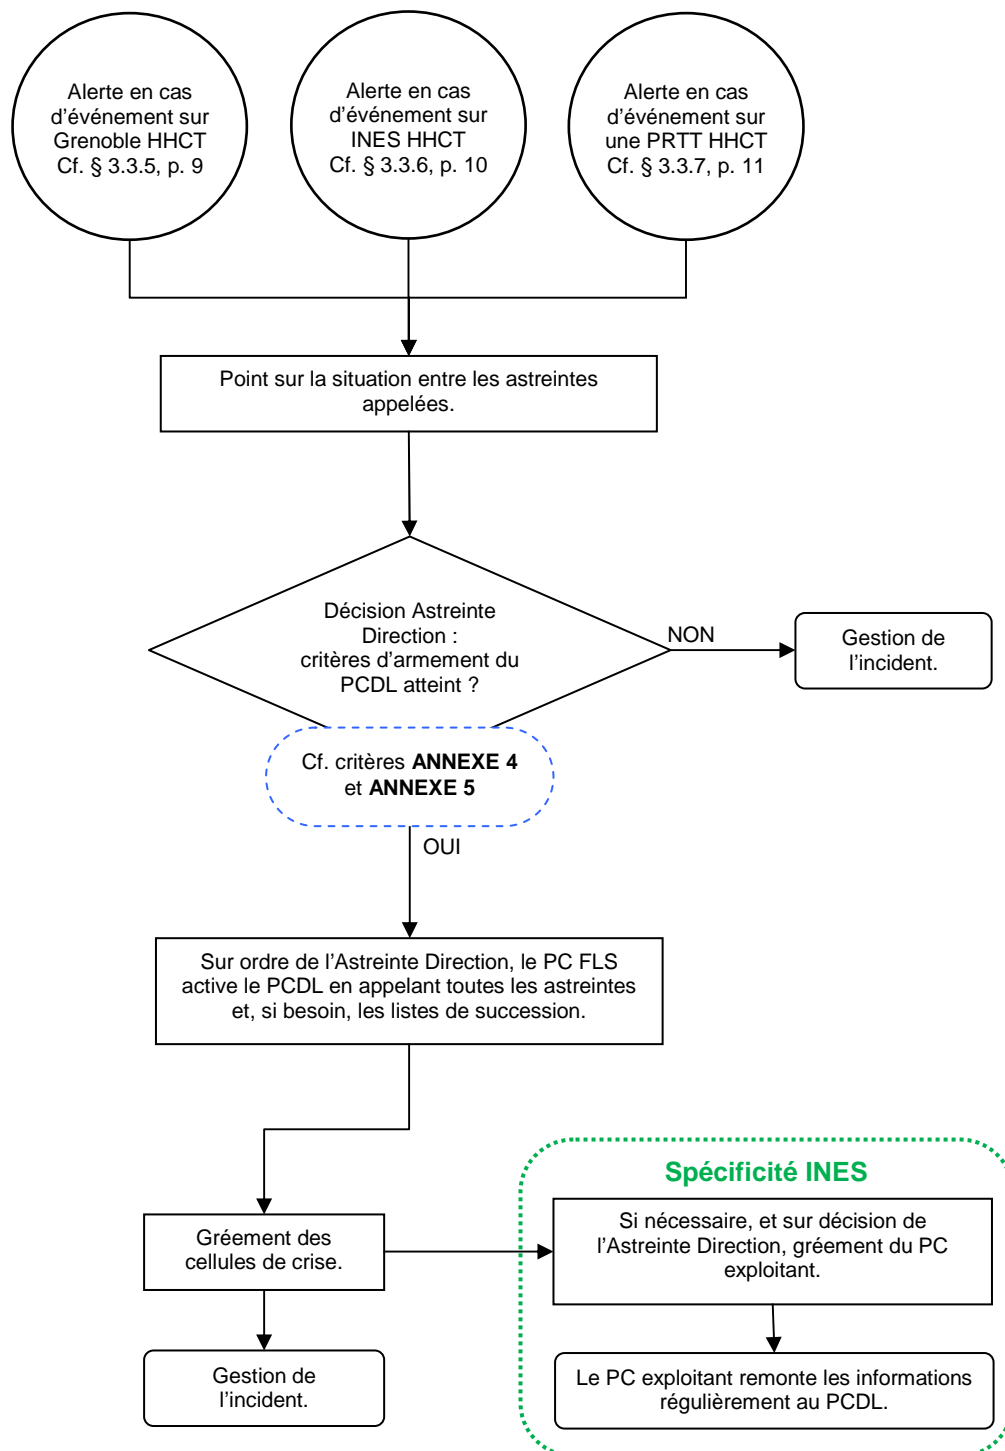 Alerte en cas
d’événement sur
Grenoble HHCT
Cf. § 3.3.5, p. 9
Alerte en cas
d’événement sur
INES HHCT
Cf. § 3.3.6, p. 10
Alerte en cas
d’événement sur
une PRTT HHCT
Cf. § 3.3.7, p. 11
Point sur la situation entre les astreintes
appelées.
Décision Astreinte
Direction :
critères d’armement du
PCDL atteint ?
NON
Gestion de
l’incident.
Cf. critères ANNEXE 4
et ANNEXE 5
OUI
Sur ordre de l’Astreinte Direction, le PC FLS
active le PCDL en appelant toutes les astreintes
et, si besoin, les listes de succession.
Spécificité INES
Gréement des
cellules de crise.
Si nécessaire, et sur décision de
l’Astreinte Direction, gréement du PC
exploitant.
Gestion de
l’incident.
Le PC exploitant remonte les informations
régulièrement au PCDL.